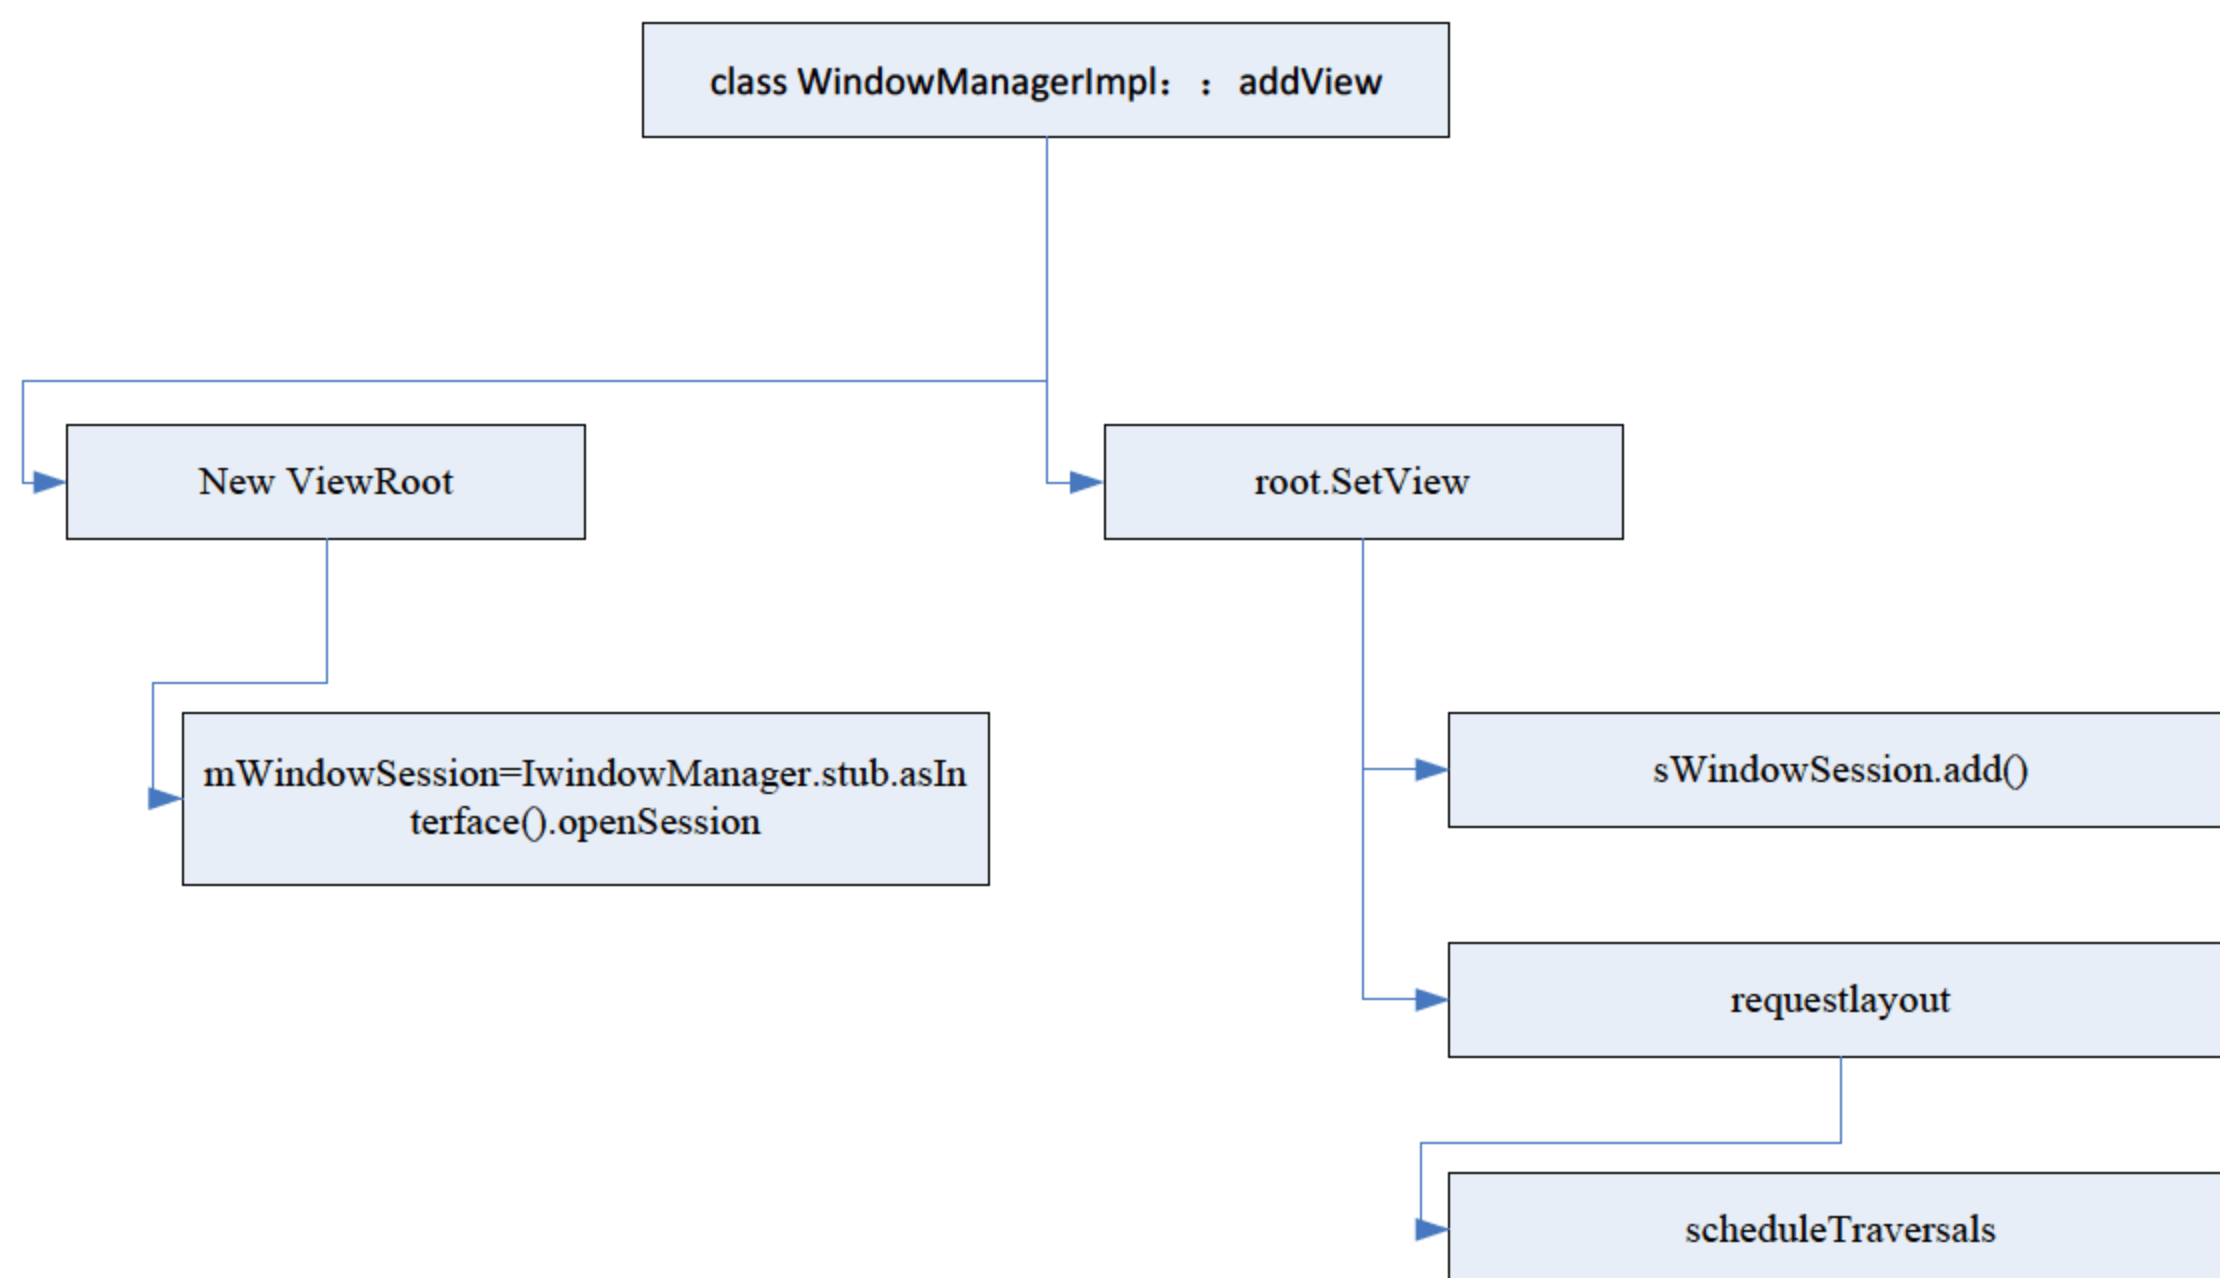 class WindowManagerImpl：：addView
New ViewRoot
root.SetView
mWindowSession=IwindowManager.stub.asIn
terface().openSession
sWindowSession.add()
requestlayout
scheduleTraversals